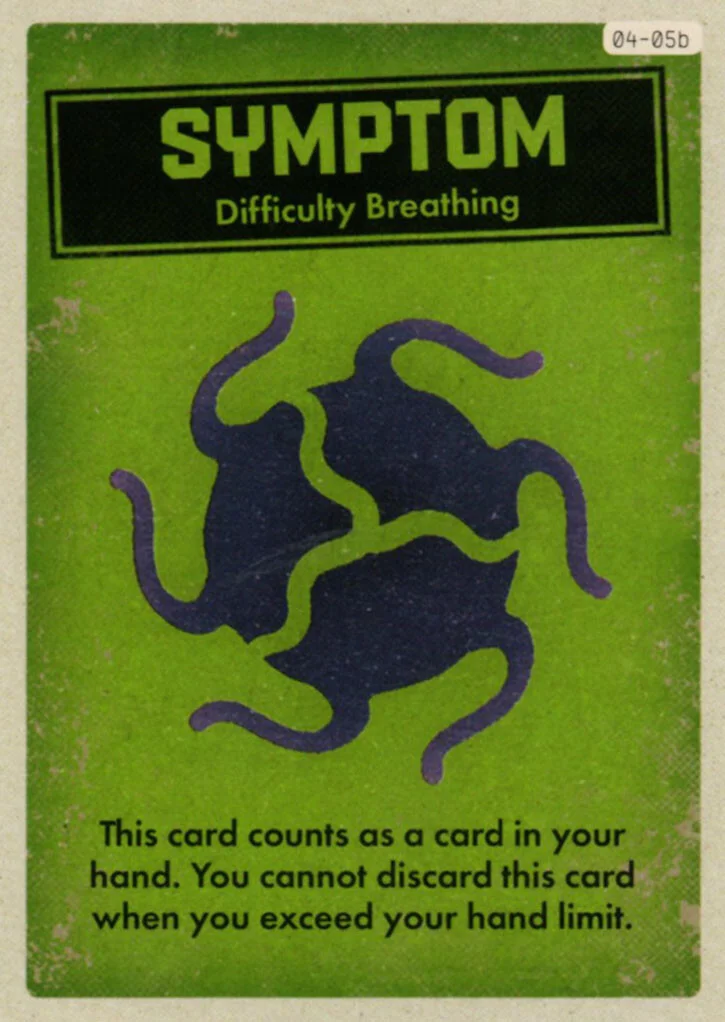 04-05b
SYMPTOM
Difficulty Breathing
This card counts as a card in your
hand. You cannot discard this card
when you exceed your hand limit.